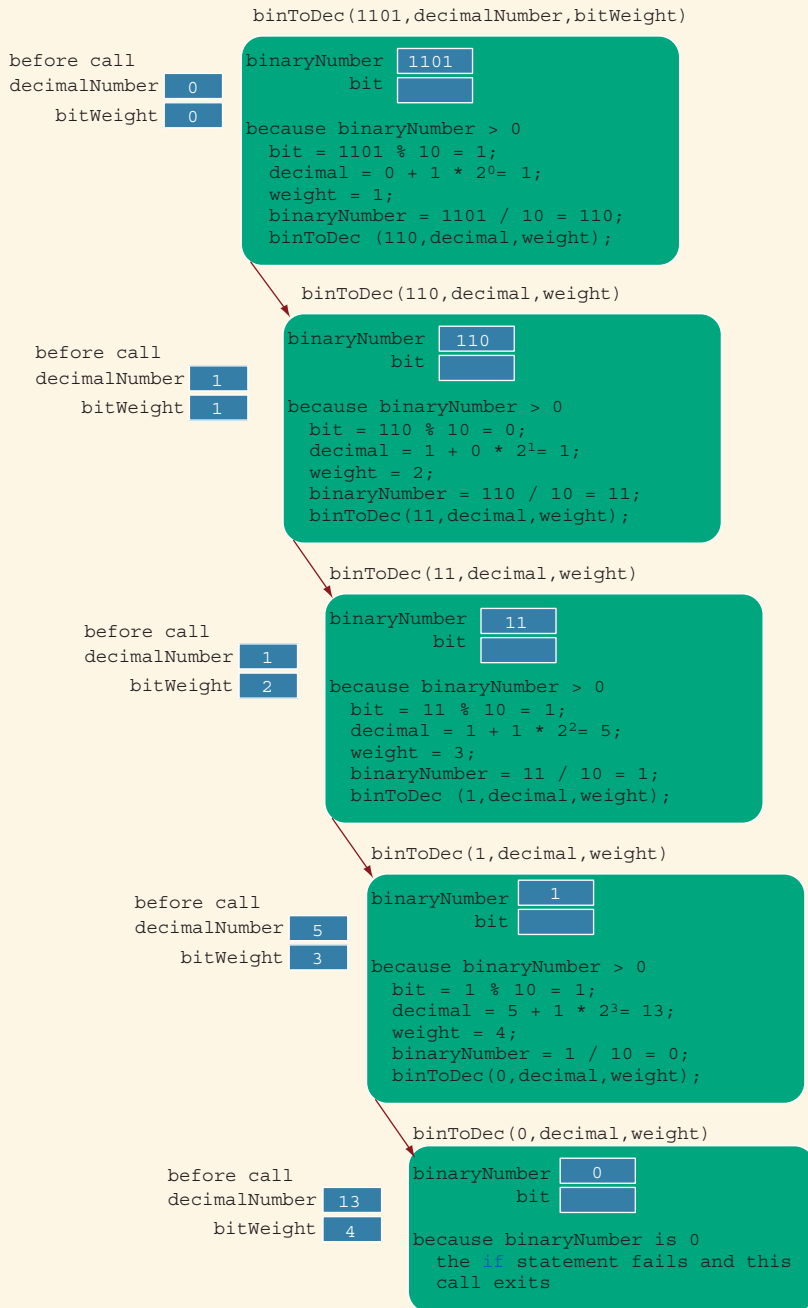 binToDec(1101,decimalNumber,bitWeight)
before call
decimalNumber 0
bitWeight 0
binaryNumber 1101
bit
because binaryNumber > 0
bit = 1101 % 10 = 1;
decimal = 0 + 1 * 2⁰= 1;
weight = 1;
binaryNumber = 1101 / 10 = 110;
binToDec (110,decimal,weight);
binToDec(110,decimal,weight)
before call
decimalNumber 1
bitWeight 1
binaryNumber 110
bit
because binaryNumber > 0
bit = 110 % 10 = 0;
decimal = 1 + 0 * 2¹= 1;
weight = 2;
binaryNumber = 110 / 10 = 11;
binToDec(11,decimal,weight);
binToDec(11,decimal,weight)
before call
decimalNumber 1
bitWeight 2
binaryNumber 11
bit
because binaryNumber > 0
bit = 11 % 10 = 1;
decimal = 1 + 1 * 2²= 5;
weight = 3;
binaryNumber = 11 / 10 = 1;
binToDec (1,decimal,weight);
binToDec(1,decimal,weight)
before call
decimalNumber 5
bitWeight 3
binaryNumber 1
bit
because binaryNumber > 0
bit = 1 % 10 = 1;
decimal = 5 + 1 * 2³= 13;
weight = 4;
binaryNumber = 1 / 10 = 0;
binToDec(0,decimal,weight);
binToDec(0,decimal,weight)
before call
decimalNumber 13
bitWeight 4
binaryNumber 0
bit
because binaryNumber is 0
the if statement fails and this
call exits